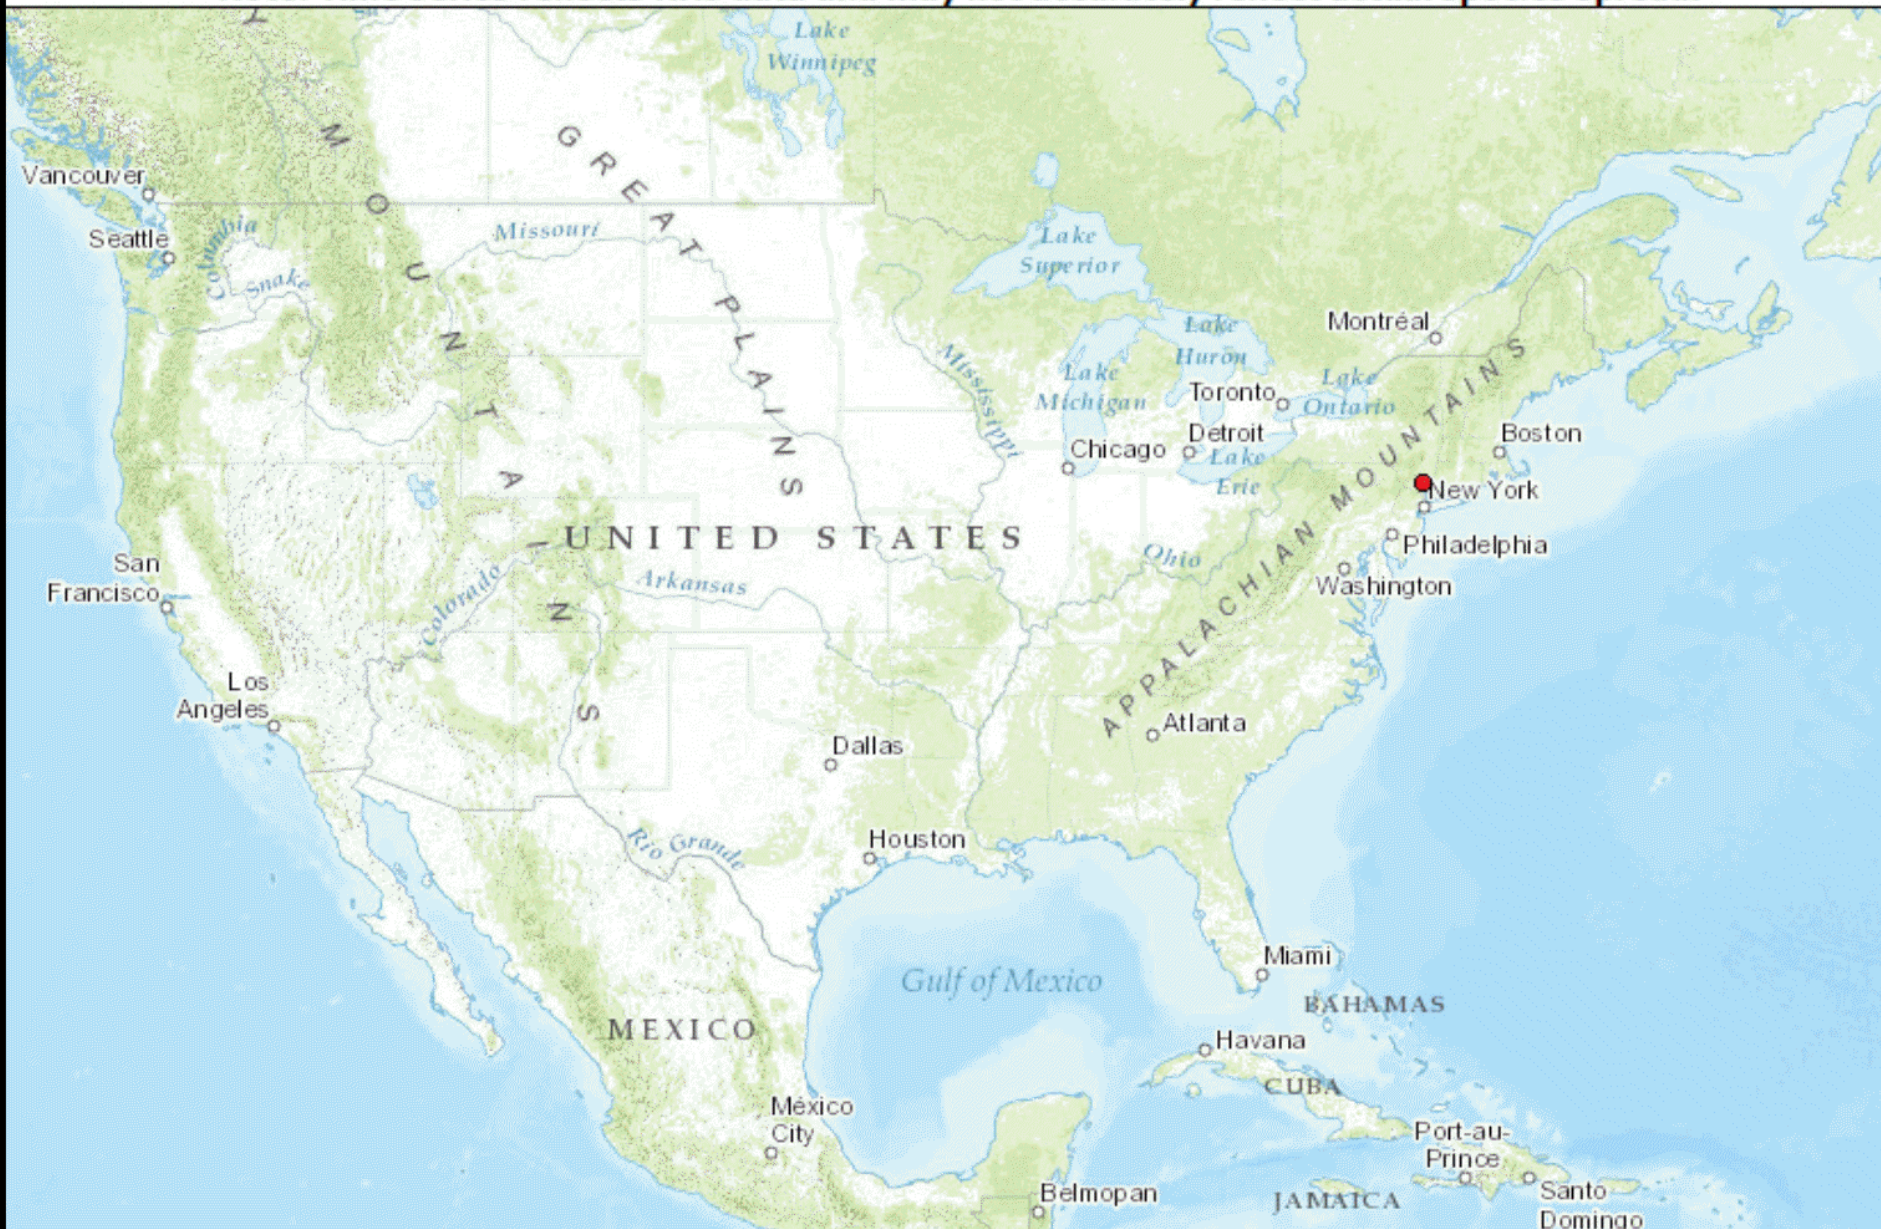 Lake
Winnipeg
GREAT PLAINS
MOUNTAINS
Vancouver
Seattle
Columbia
Snake
Missouri
Lake
Superior
Montréal
Lake
Huron
Mississippi
Lake
Michigan
Toronto
Lake
Ontario
Chicago
Detroit
Lake
Erie
Boston
New York
APPALACHIAN MOUNTAINS
UNITED STATES
Philadelphia
Washington
Ohio
San
Francisco
Colorado
Arkansas
Los
Angeles
Atlanta
Dallas
Houston
Rio Grande
Miami
Gulf of Mexico
BAHAMAS
MEXICO
Havana
CUBA
México
City
Port-au-
Prince
Belmopan
JAMAICA
Santo
Domingo